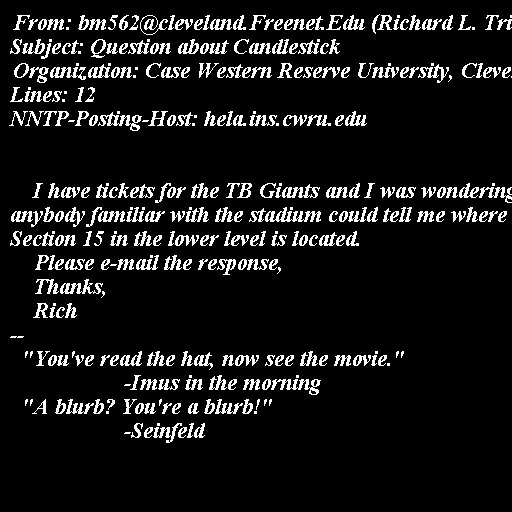 From: bm562@cleveland.Freenet.Edu (Richard L. Tri
Subject: Question about Candlestick
Organization: Case Western Reserve University, Cleve
Lines: 12
NNTP-Posting-Host: hela.ins.cwru.edu
I have tickets for the TB Giants and I was wondering
anybody familiar with the stadium could tell me where
Section 15 in the lower level is located.
Please e-mail the response,
Thanks,
Rich
--
"You've read the hat, now see the movie."
-Imus in the morning
"A blurb? You're a blurb!"
-Seinfeld